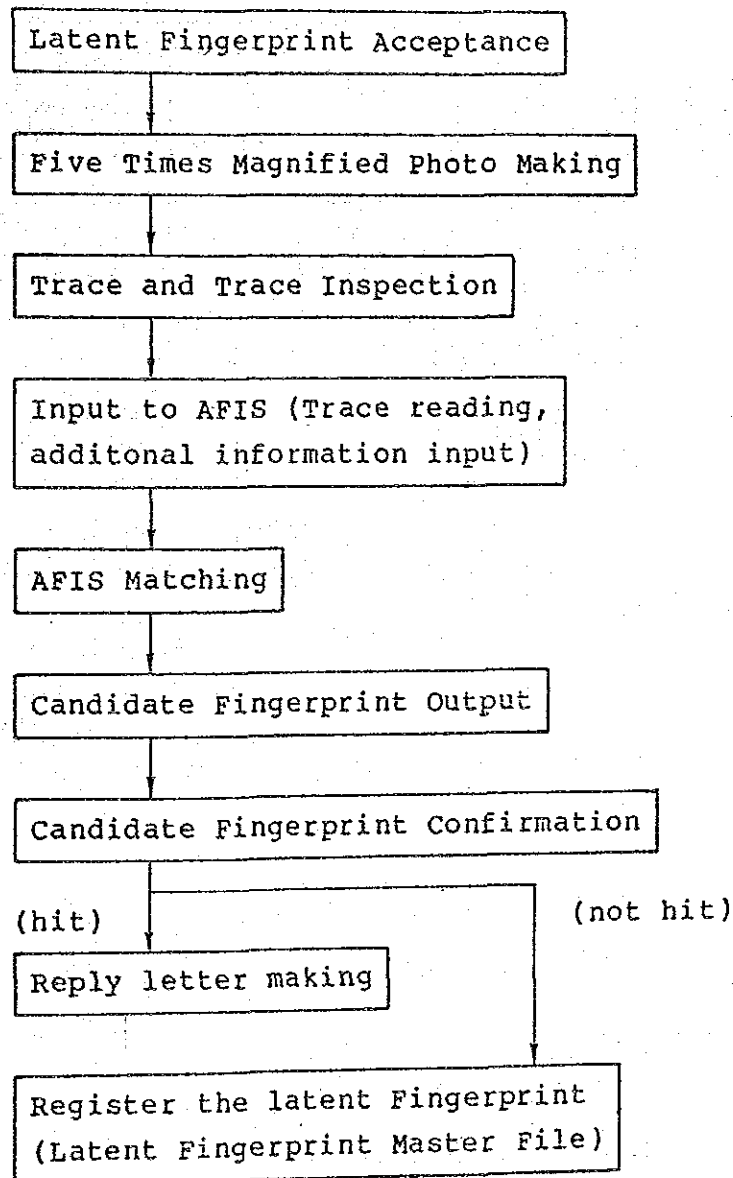 Latent Fingerprint Acceptance
Five Times Magnified Photo Making
Trace and Trace Inspection
Input to AFIS (Trace reading,
additonal information input)
AFIS Matching
Candidate Fingerprint Output
Candidate Fingerprint Confirmation
(hit)
(not hit)
Reply letter making
Register the latent Fingerprint
(Latent Fingerprint Master File)